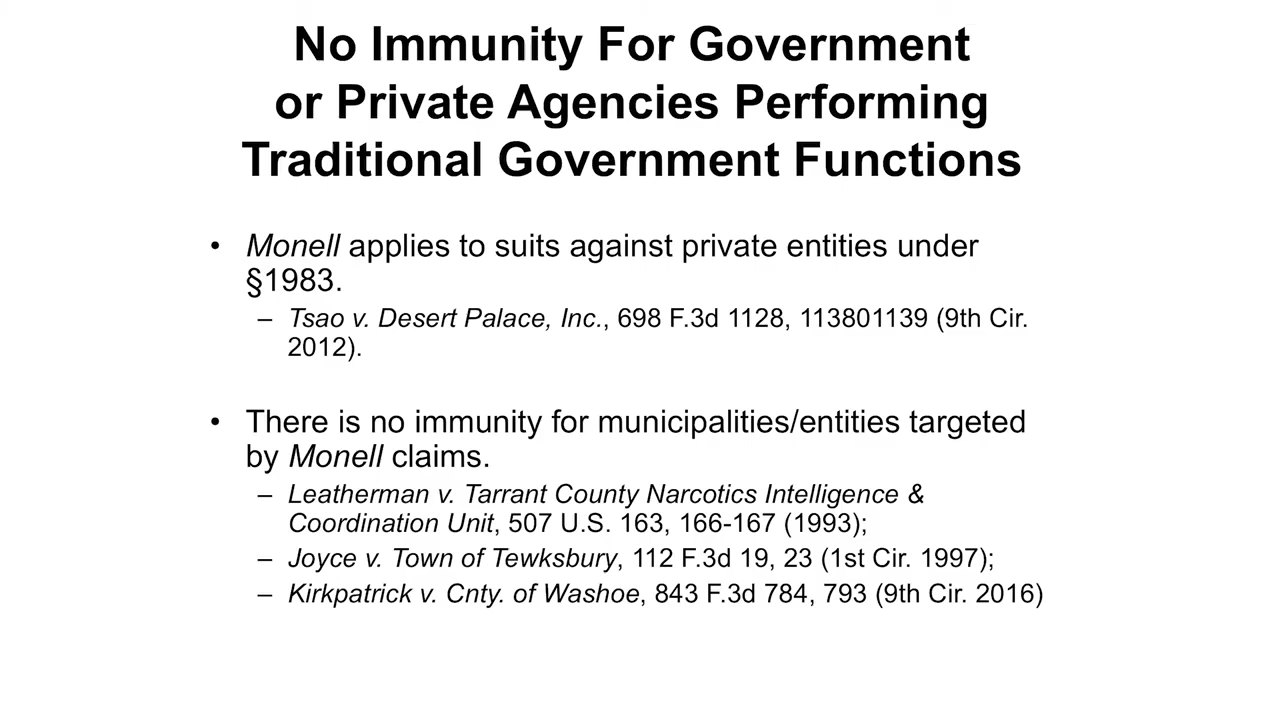 No Immunity For Government
or Private Agencies Performing
Traditional Government Functions
• Monell applies to suits against private entities under
§1983.
– Tsao v. Desert Palace, Inc., 698 F.3d 1128, 113801139 (9th Cir.
2012).
• There is no immunity for municipalities/entities targeted
by Monell claims.
– Leatherman v. Tarrant County Narcotics Intelligence &
Coordination Unit, 507 U.S. 163, 166-167 (1993);
– Joyce v. Town of Tewksbury, 112 F.3d 19, 23 (1st Cir. 1997);
– Kirkpatrick v. Cnty. of Washoe, 843 F.3d 784, 793 (9th Cir. 2016)